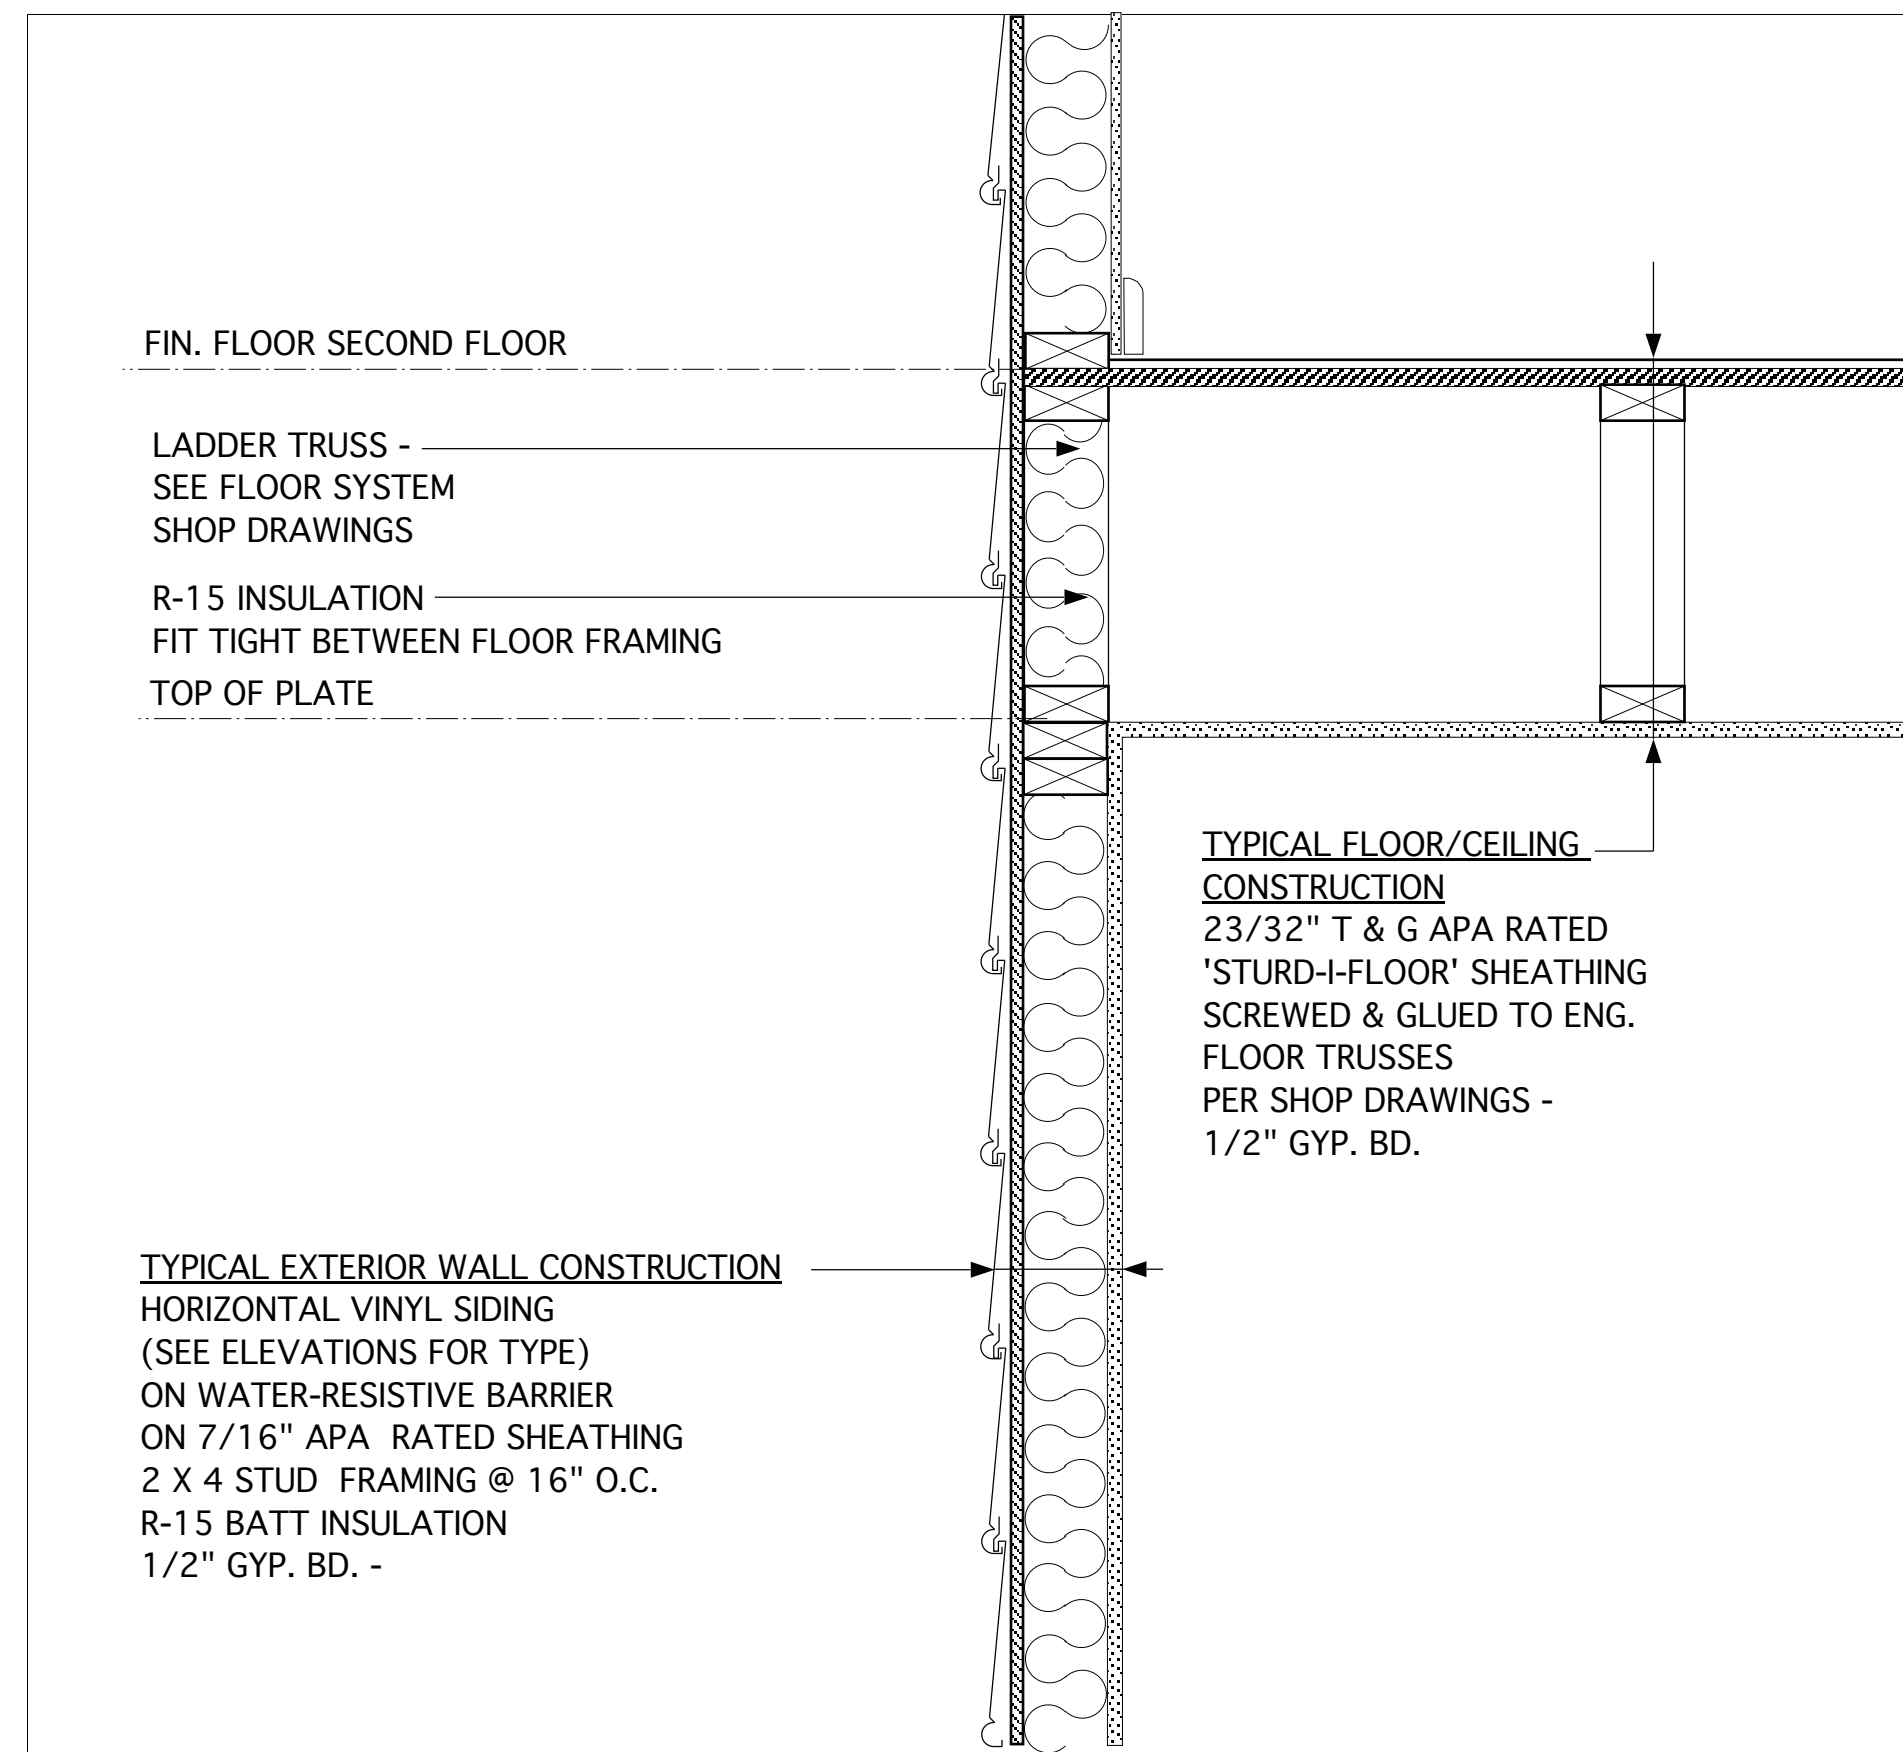 FIN. FLOOR SECOND FLOOR
LADDER TRUSS -
SEE FLOOR SYSTEM
SHOP DRAWINGS
R-15 INSULATION
FIT TIGHT BETWEEN FLOOR FRAMING
TOP OF PLATE
TYPICAL FLOOR/CEILING
CONSTRUCTION
23/32" T & G APA RATED
'STURD-I-FLOOR' SHEATHING
SCREWED & GLUED TO ENG.
FLOOR TRUSSES
PER SHOP DRAWINGS -
1/2" GYP. BD.
TYPICAL EXTERIOR WALL CONSTRUCTION
HORIZONTAL VINYL SIDING
(SEE ELEVATIONS FOR TYPE)
ON WATER-RESISTIVE BARRIER
ON 7/16" APA  RATED SHEATHING
2 X 4 STUD  FRAMING @ 16" O.C.
R-15 BATT INSULATION
1/2" GYP. BD. -